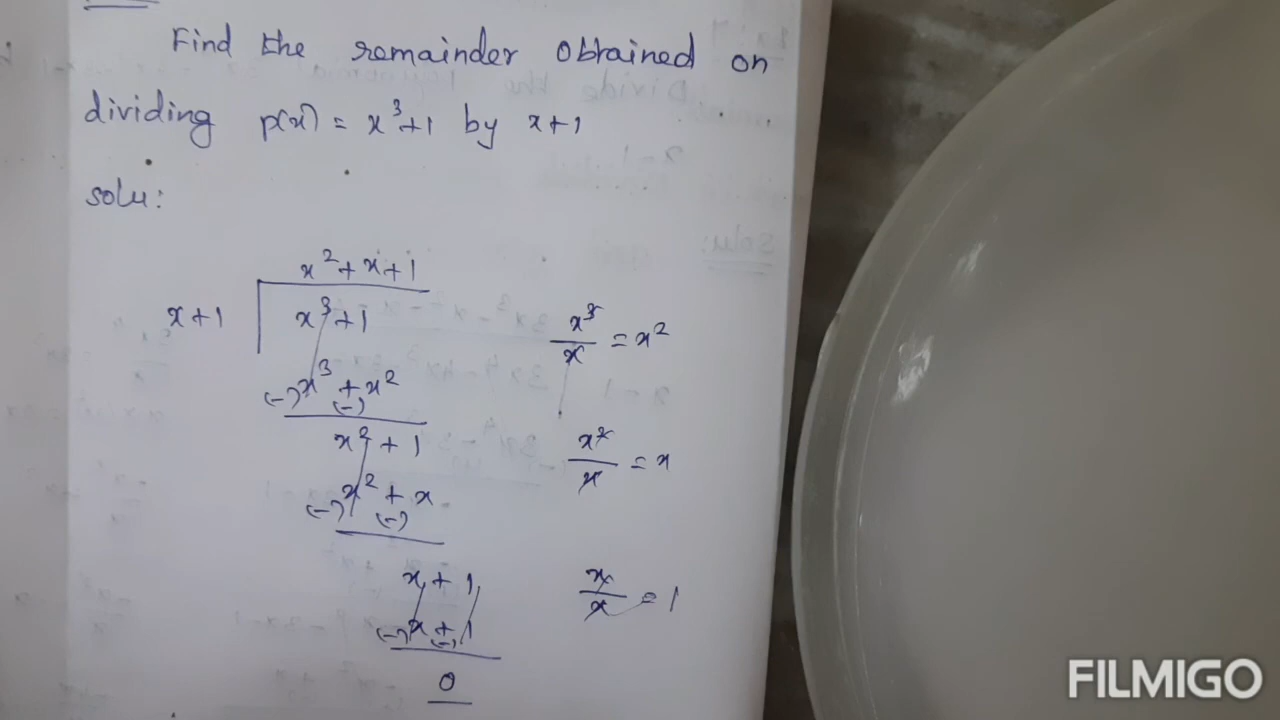 Find the remainder obtained on
dividing p(x) = x³+1 by x+1
solu:
x²+x+1
x+1
x³+1
x³/x = x²
(-)x³ +x²
(-)
x²+1
x²/x = x
(-)x² + x
(-)
x+1
x/x = 1
(-)x+1
(-)
0
FILMIGO